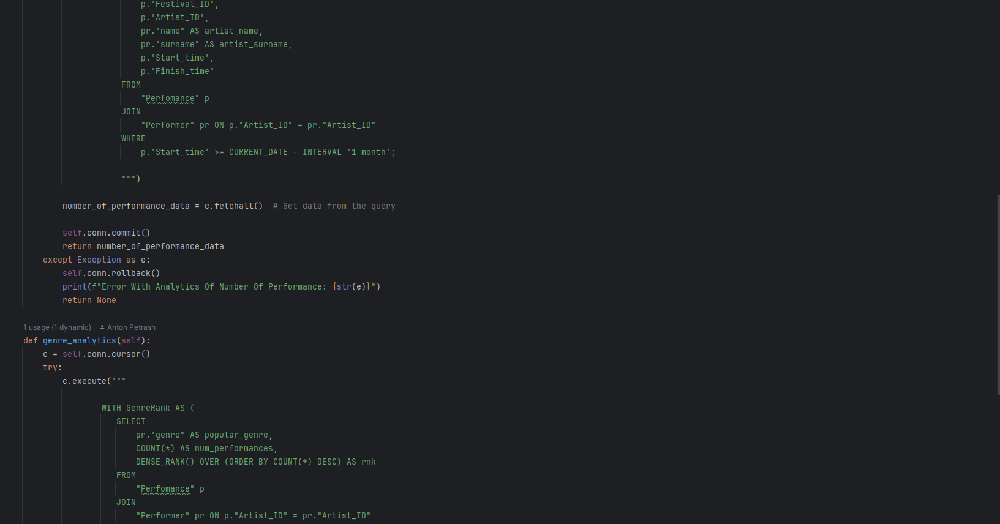 p."Festival_ID",
p."Artist_ID",
pr."name" AS artist_name,
pr."surname" AS artist_surname,
p."Start_time",
p."Finish_time"
FROM
"Perfomance" p
JOIN
"Performer" pr ON p."Artist_ID" = pr."Artist_ID"
WHERE
p."Start_time" >= CURRENT_DATE - INTERVAL '1 month';
""")
number_of_performance_data = c.fetchall()  # Get data from the query
self.conn.commit()
return number_of_performance_data
except Exception as e:
self.conn.rollback()
print(f"Error With Analytics Of Number Of Performance: {str(e)}")
return None
1 usage (1 dynamic) Anton Petrash
def genre_analytics(self):
c = self.conn.cursor()
try:
c.execute("""
WITH GenreRank AS (
SELECT
pr."genre" AS popular_genre,
COUNT(*) AS num_performances,
DENSE_RANK() OVER (ORDER BY COUNT(*) DESC) AS rnk
FROM
"Perfomance" p
JOIN
"Performer" pr ON p."Artist_ID" = pr."Artist_ID"